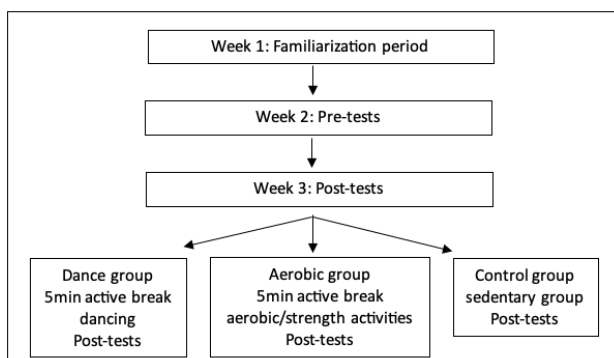 Week 1: Familiarization period
Week 2: Pre-tests
Week 3: Post-tests
Dance group
5min active break
dancing
Post-tests
Aerobic group
5min active break
aerobic/strength activities
Post-tests
Control group
sedentary group
Post-tests